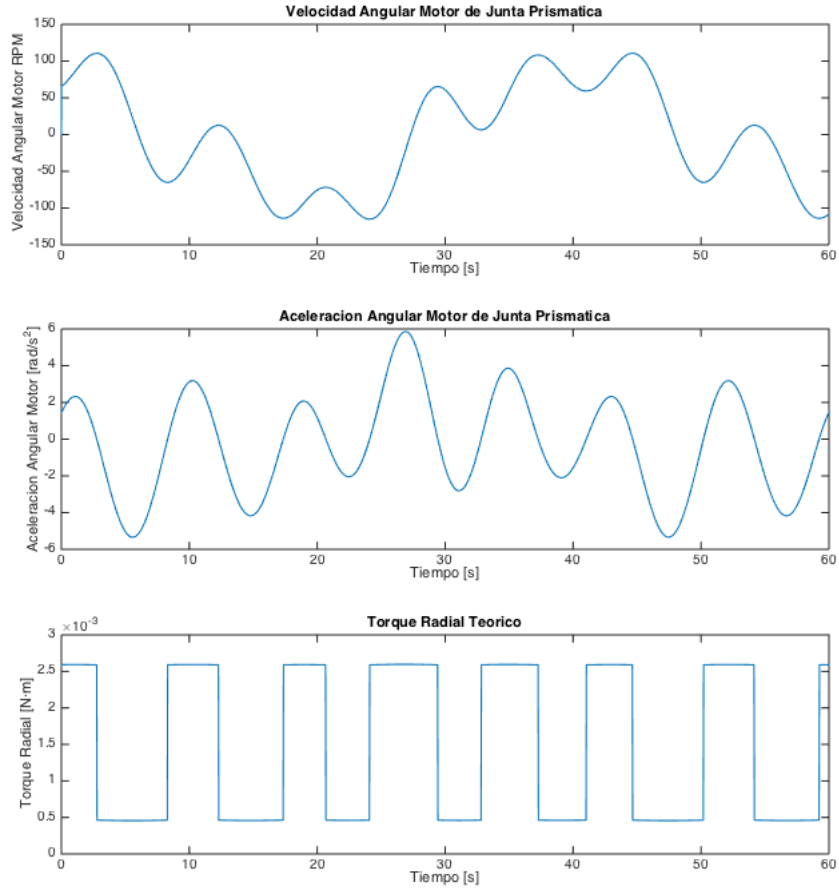 Velocidad Angular Motor de Junta Prismatica
Velocidad Angular Motor RPM
150
100
50
0
-50
-100
-150
0 10 20 30 40 50 60
Tiempo [s]
Aceleracion Angular Motor de Junta Prismatica
Aceleracion Angular Motor [rad/s²]
6
4
2
0
-2
-4
-6
0 10 20 30 40 50 60
Tiempo [s]
Torque Radial Teorico
×10⁻³
Torque Radial [N·m]
3
2.5
2
1.5
1
0.5
0
0 10 20 30 40 50 60
Tiempo [s]